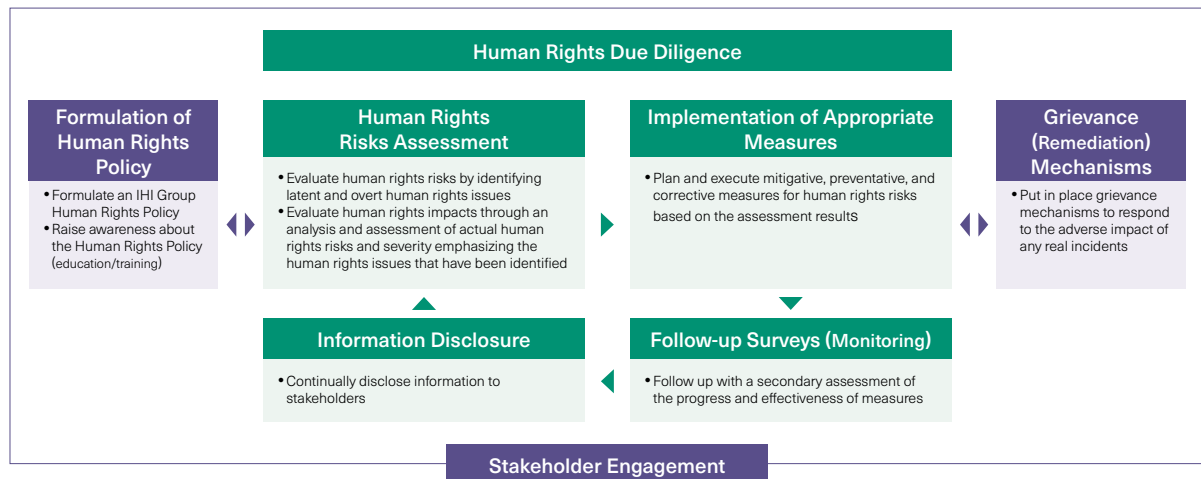 Human Rights Due Diligence
Formulation of
Human Rights
Policy
• Formulate an IHI Group
Human Rights Policy
• Raise awareness about
the Human Rights Policy
(education/training)
Human Rights
Risks Assessment
• Evaluate human rights risks by identifying
latent and overt human rights issues
• Evaluate human rights impacts through an
analysis and assessment of actual human
rights risks and severity emphasizing the
human rights issues that have been identified
Implementation of Appropriate
Measures
• Plan and execute mitigative, preventative, and
corrective measures for human rights risks
based on the assessment results
Grievance
(Remediation)
Mechanisms
• Put in place grievance
mechanisms to respond
to the adverse impact of
any real incidents
Information Disclosure
• Continually disclose information to
stakeholders
Follow-up Surveys (Monitoring)
• Follow up with a secondary assessment of
the progress and effectiveness of measures
Stakeholder Engagement